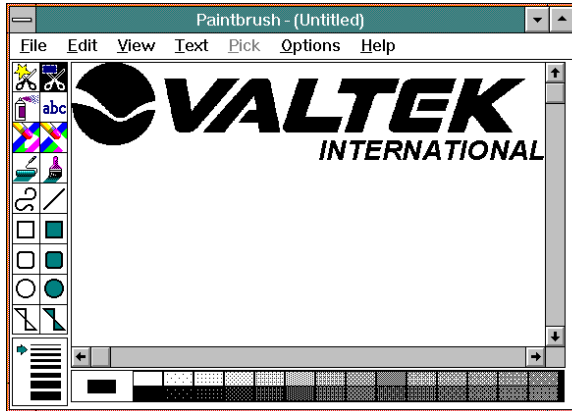 Paintbrush - (Untitled)
File Edit View Text Pick Options Help
abc
VALTEK
INTERNATIONAL